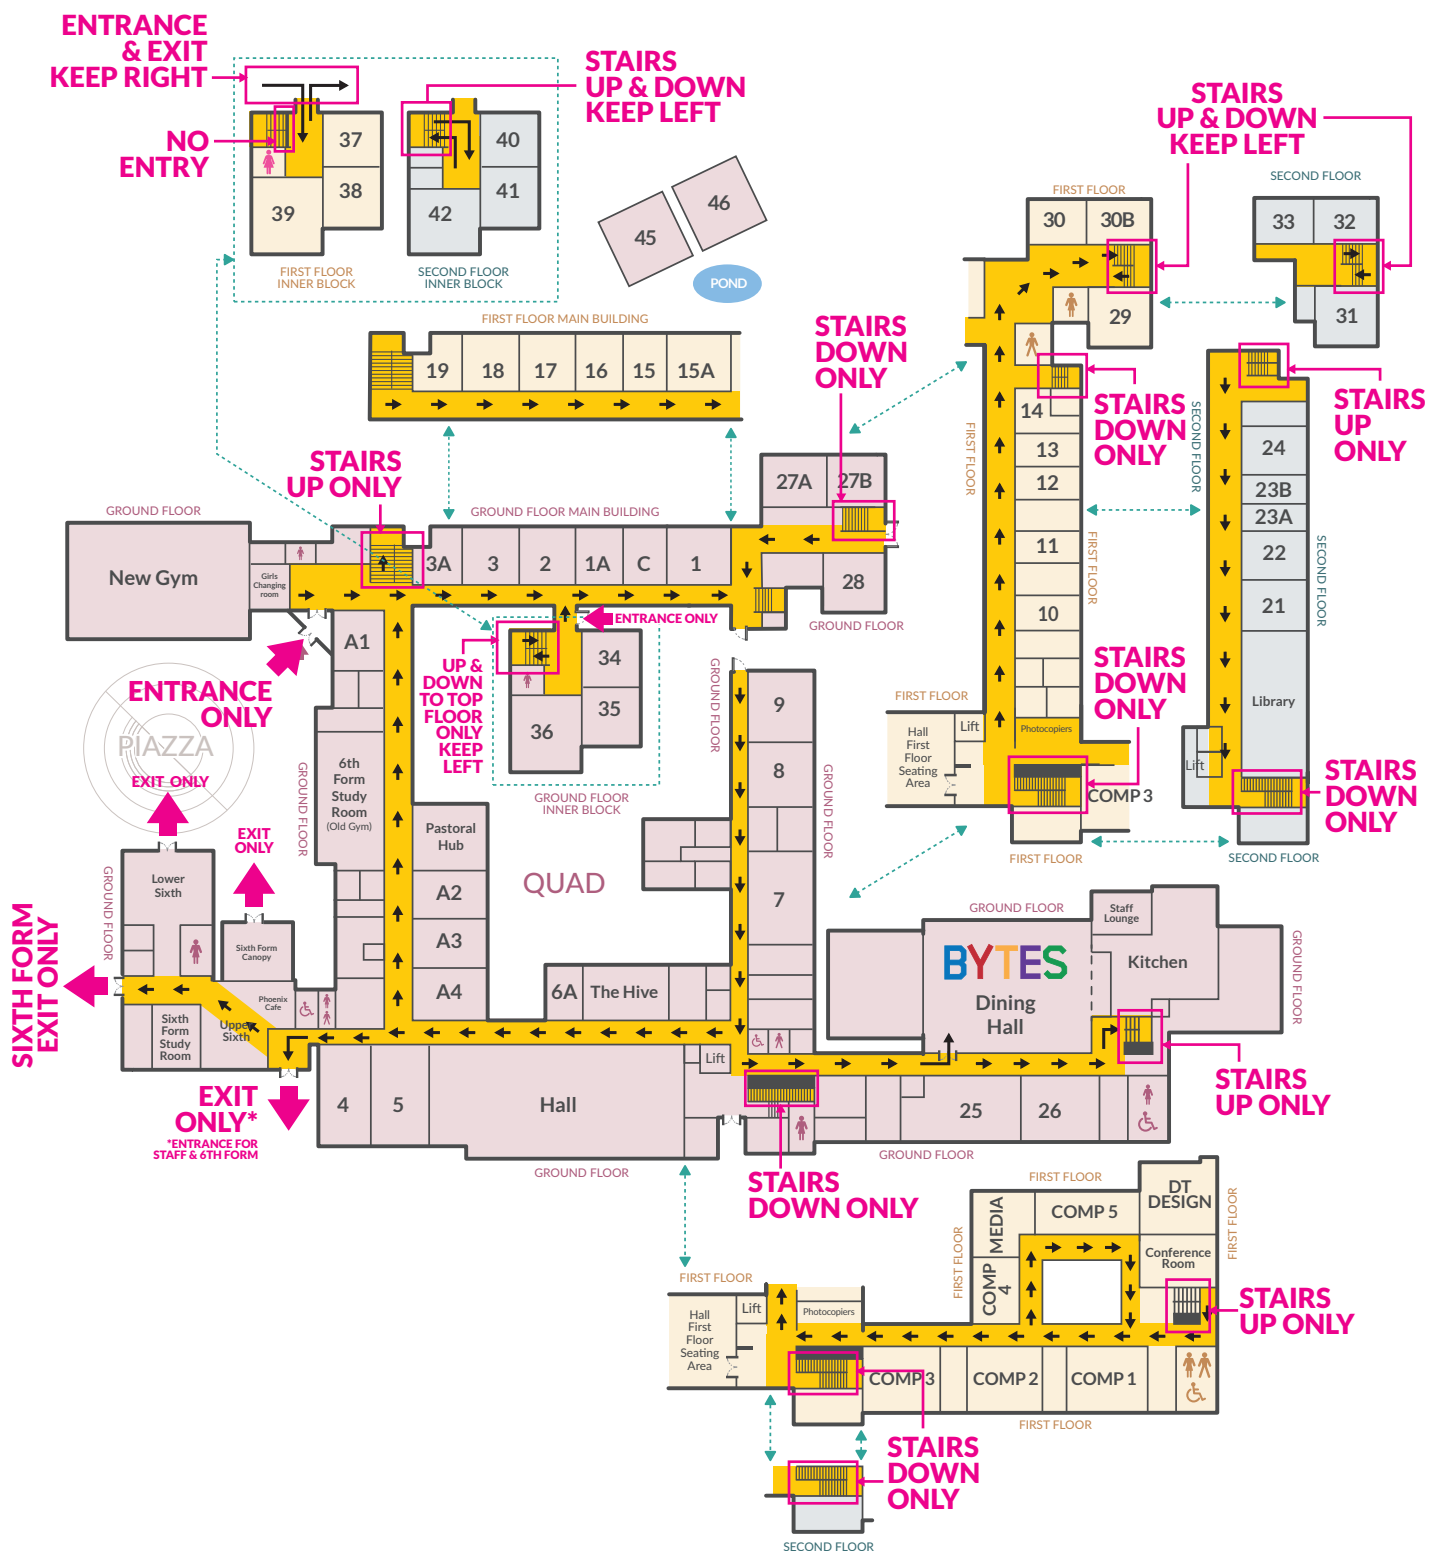 ENTRANCE
& EXIT
KEEP RIGHT
NO
ENTRY
37
38
39
FIRST FLOOR
INNER BLOCK
40
41
42
SECOND FLOOR
INNER BLOCK
STAIRS
UP & DOWN
KEEP LEFT
45
46
POND
FIRST FLOOR MAIN BUILDING
19
18
17
16
15
15A
STAIRS
DOWN
ONLY
STAIRS
UP & DOWN
KEEP LEFT
FIRST FLOOR
30
30B
29
SECOND FLOOR
33
32
31
STAIRS
DOWN
ONLY
STAIRS
UP
ONLY
14
13
12
11
10
FIRST FLOOR
FIRST FLOOR
SECOND FLOOR
24
23B
23A
22
21
Library
SECOND FLOOR
Lift
STAIRS
DOWN
ONLY
SECOND FLOOR
STAIRS
DOWN
ONLY
FIRST FLOOR
Hall
First
Floor
Seating
Area
Lift
Photocopiers
COMP 3
FIRST FLOOR
STAIRS
UP ONLY
GROUND FLOOR
New Gym
Girls
Changing
room
GROUND FLOOR MAIN BUILDING
3A
3
2
1A
C
1
27A
27B
28
GROUND FLOOR
ENTRANCE ONLY
UP &
DOWN
TO TOP
FLOOR
ONLY
KEEP
LEFT
34
35
36
GROUND FLOOR
INNER BLOCK
A1
ENTRANCE
ONLY
PIAZZA
EXIT ONLY
EXIT
ONLY
6th
Form
Study
Room
(Old Gym)
GROUND FLOOR
Pastoral
Hub
A2
A3
A4
QUAD
6A
The Hive
GROUND FLOOR
9
8
7
GROUND FLOOR
GROUND FLOOR
Lower
Sixth
Sixth Form
Canopy
Phoenix
Cafe
Upper
Sixth
Sixth
Form
Study
Room
SIXTH FORM
EXIT ONLY
EXIT
ONLY*
*ENTRANCE FOR
STAFF & 6TH FORM
4
5
Hall
Lift
GROUND FLOOR
STAIRS
DOWN ONLY
GROUND FLOOR
BYTES
Dining
Hall
Staff
Lounge
Kitchen
GROUND FLOOR
25
26
GROUND FLOOR
STAIRS
UP ONLY
FIRST FLOOR
MEDIA
COMP 5
DT
DESIGN
COMP
4
Conference
Room
FIRST FLOOR
FIRST FLOOR
STAIRS
UP ONLY
FIRST FLOOR
Hall
First
Floor
Seating
Area
Lift
Photocopiers
COMP 3
COMP 2
COMP 1
FIRST FLOOR
STAIRS
DOWN
ONLY
SECOND FLOOR